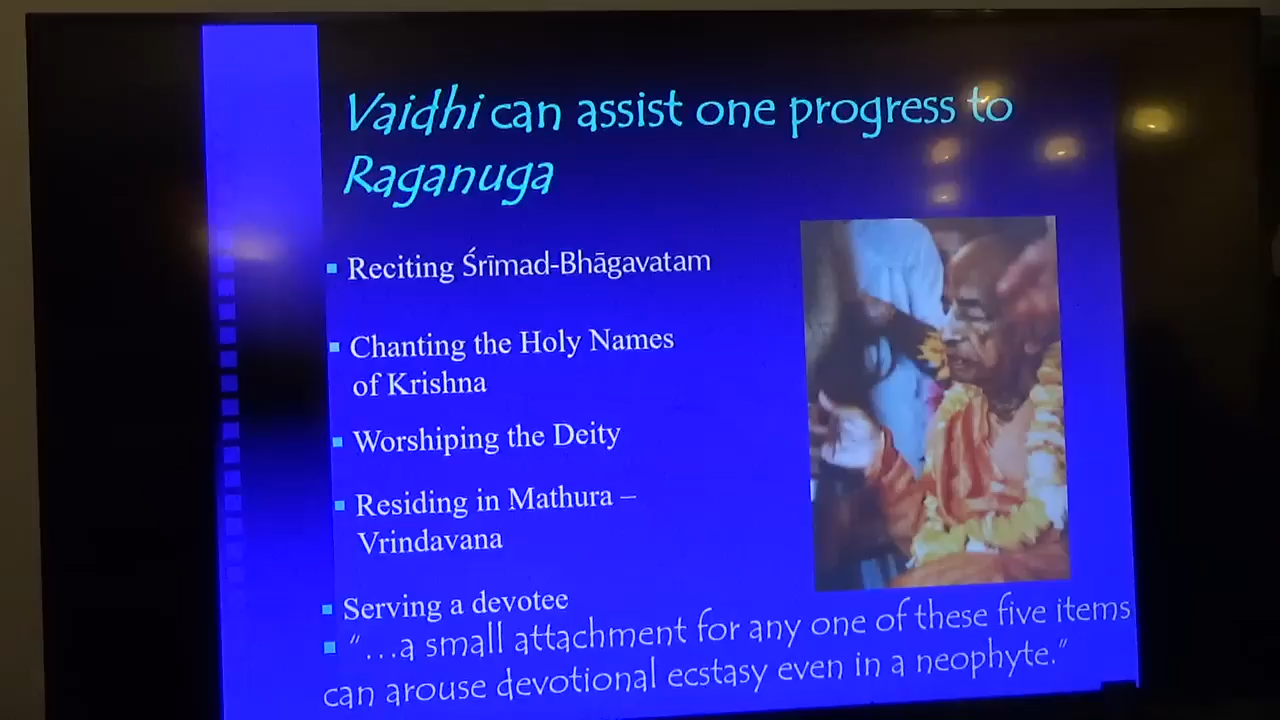 Vaidhi can assist one progress to
Raganuga
Reciting Śrīmad-Bhāgavatam
Chanting the Holy Names
of Krishna
Worshiping the Deity
Residing in Mathura –
Vrindavana
Serving a devotee
“…a small attachment for any one of these five items
can arouse devotional ecstasy even in a neophyte.”